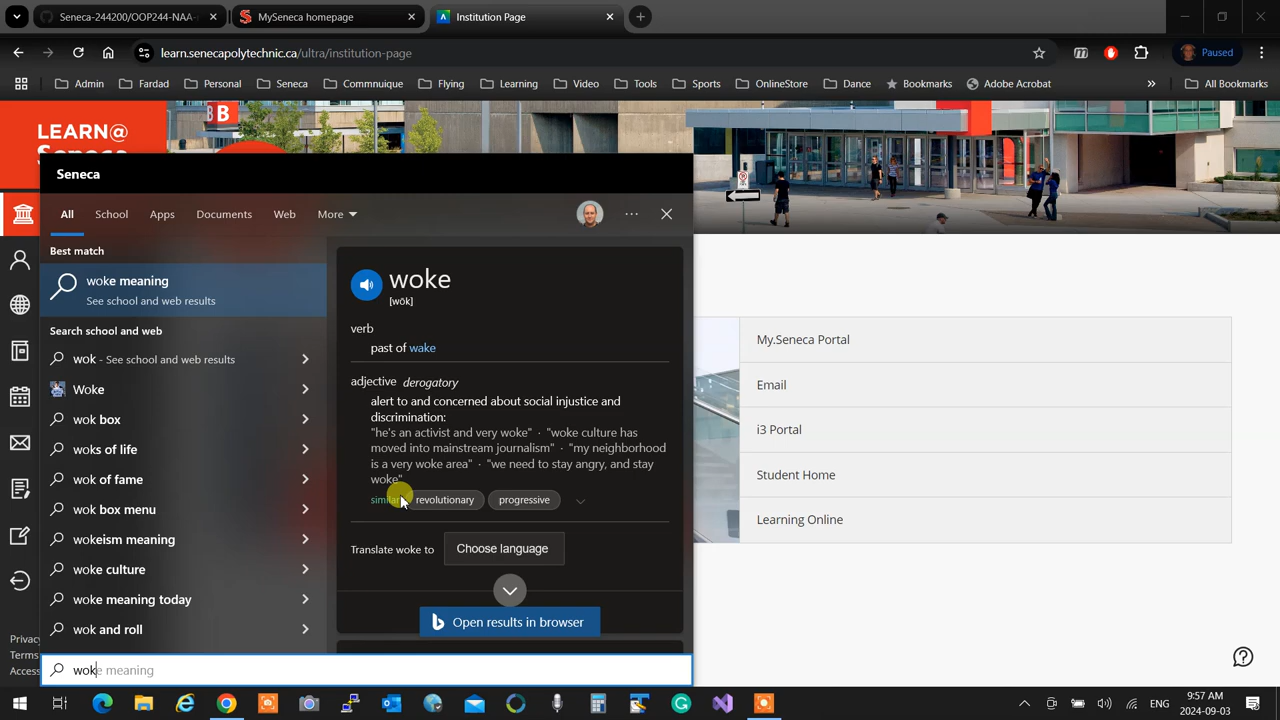 Seneca-244200/OOP244-NAA-
MySeneca homepage
Institution Page
learn.senecapolytechnic.ca/ultra/institution-page
Paused
Admin
Fardad
Personal
Seneca
Commnuique
Flying
Learning
Video
Tools
Sports
OnlineStore
Dance
Bookmarks
Adobe Acrobat
All Bookmarks
B B
LEARN@
Seneca
Seneca
All
School
Apps
Documents
Web
More
Best match
woke meaning
See school and web results
Search school and web
wok - See school and web results
Woke
wok box
woks of life
wok of fame
wok box menu
wokeism meaning
woke culture
woke meaning today
wok and roll
woke meaning
woke
[wōk]
verb
past of wake
adjective derogatory
alert to and concerned about social injustice and
discrimination:
"he's an activist and very woke" · "woke culture has
moved into mainstream journalism" · "my neighborhood
is a very woke area" · "we need to stay angry, and stay
woke"
similar
revolutionary
progressive
Translate woke to
Choose language
Open results in browser
My.Seneca Portal
Email
i3 Portal
Student Home
Learning Online
Privacy
Terms
Access
ENG
9:57 AM
2024-09-03